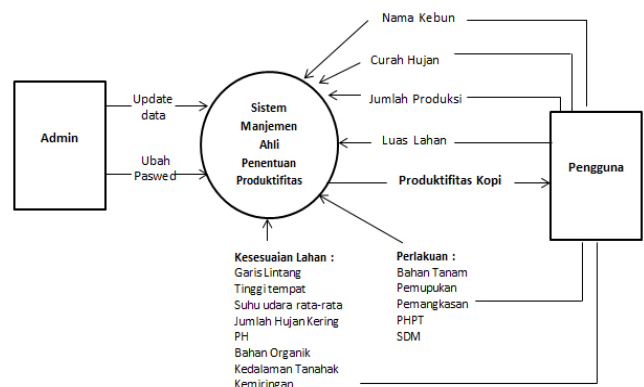 Nama Kebun
Curah Hujan
Jumlah Produksi
Luas Lahan
Produktifitas Kopi
Pengguna
Admin
Update
data
Ubah
Paswed
Sistem
Manjemen
Ahli
Penentuan
Produktifitas
Kesesuaian Lahan :
Garis Lintang
Tinggi tempat
Suhu udara rata-rata
Jumlah Hujan Kering
PH
Bahan Organik
Kedalaman Tanahak
Kemiringan
Perlakuan :
Bahan Tanam
Pemupukan
Pemangkasan
PHPT
SDM